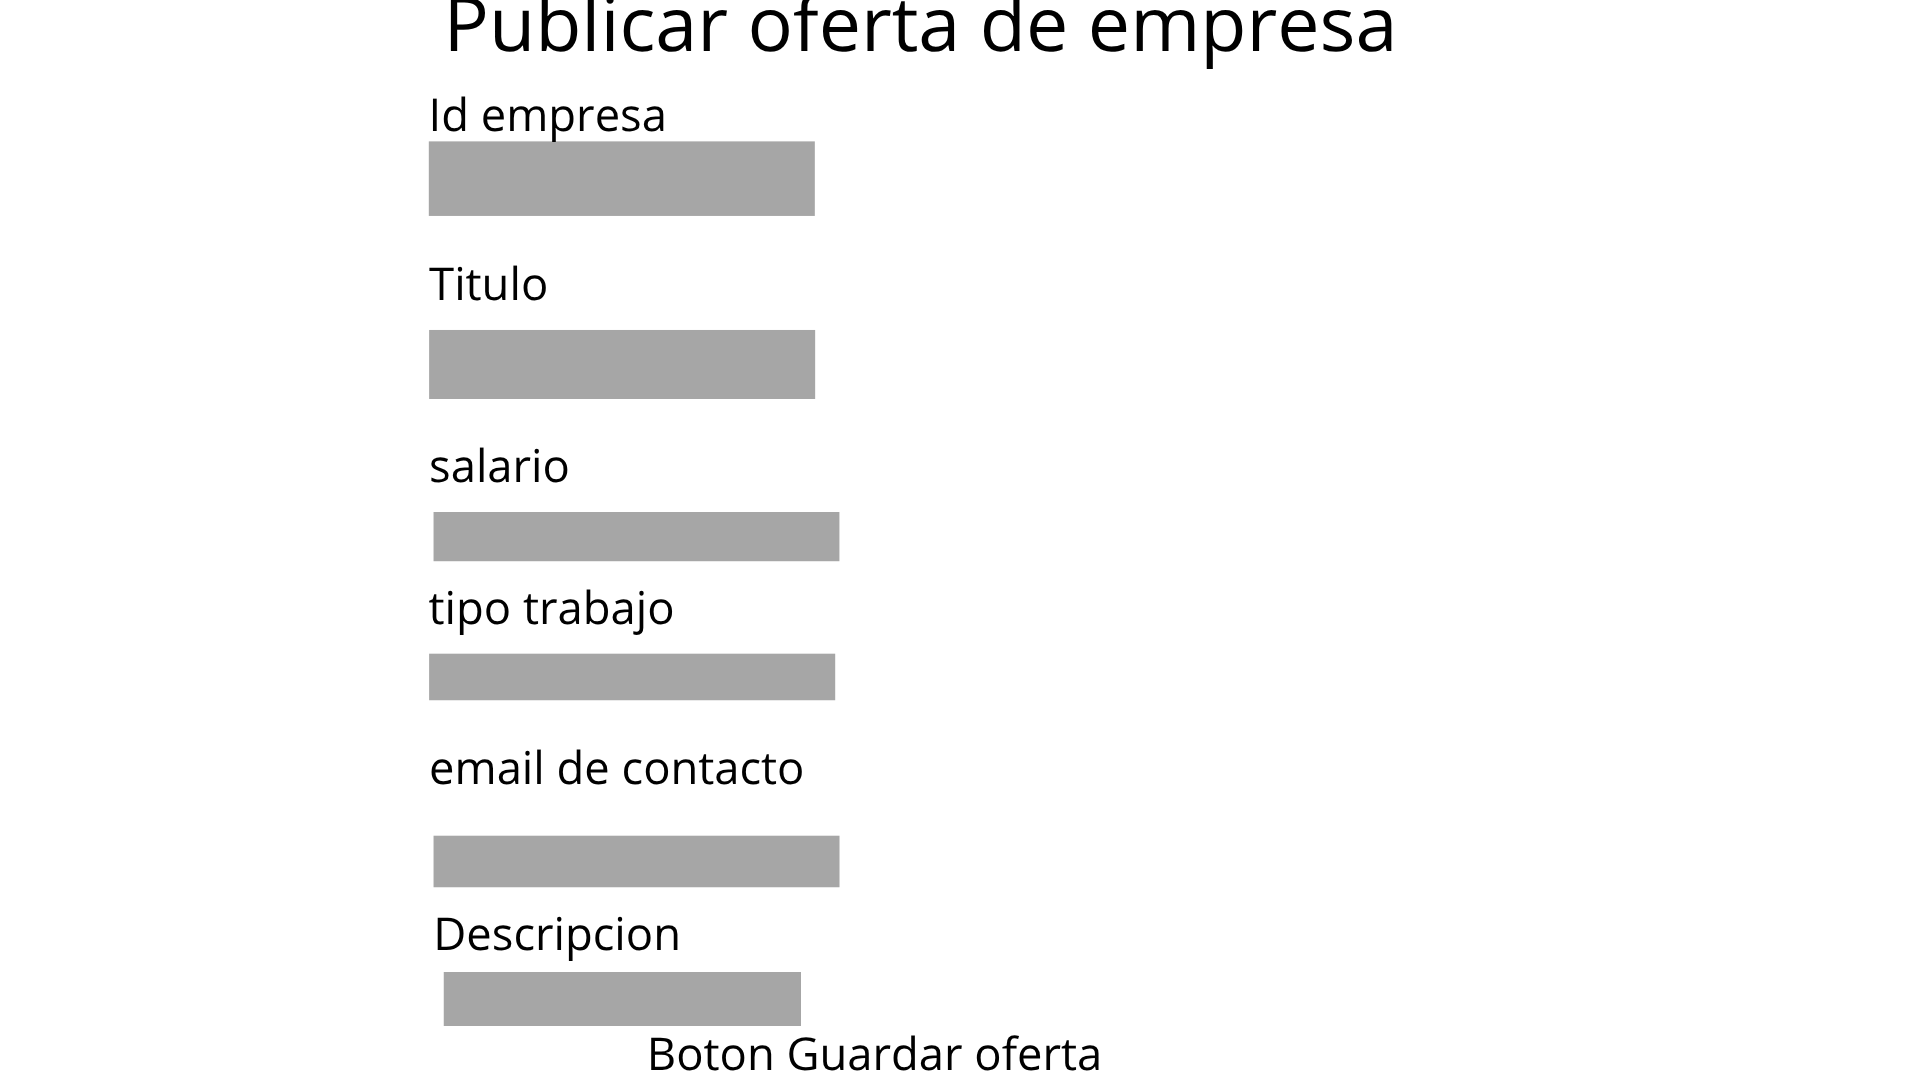 Publicar oferta de empresa
Id empresa
Titulo
salario
tipo trabajo
email de contacto
Descripcion
Boton Guardar oferta